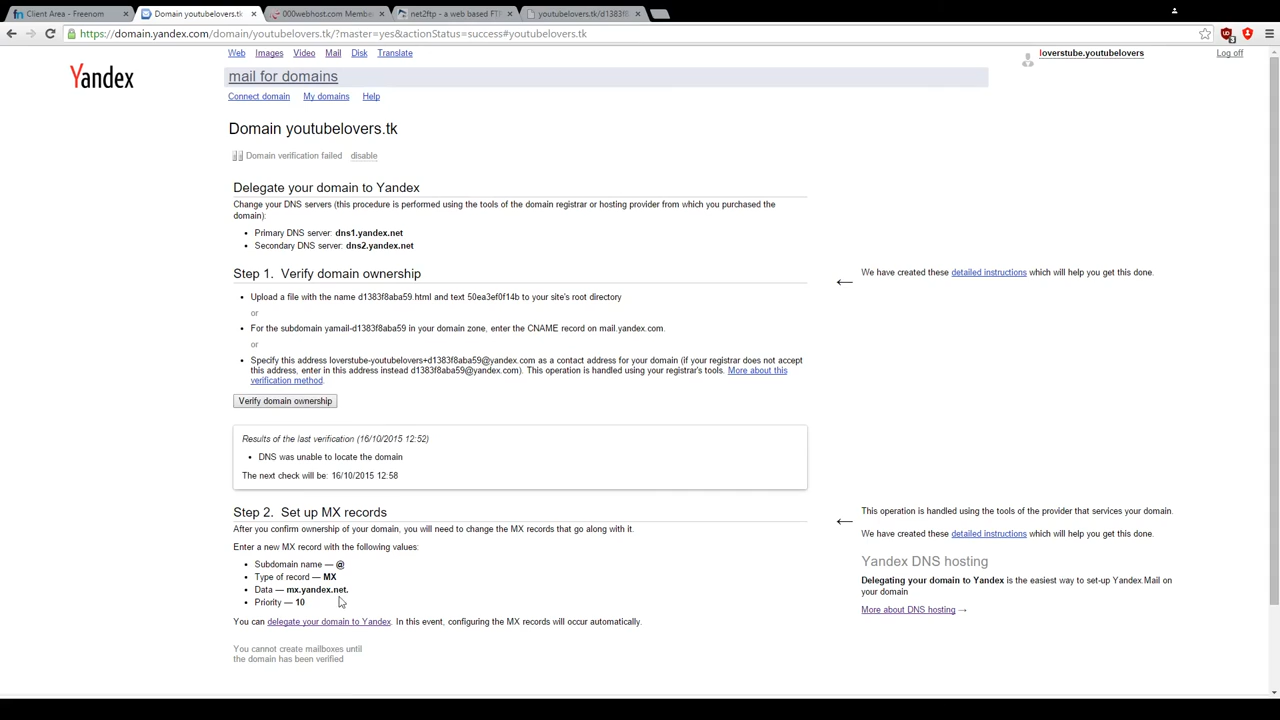 Client Area - Freenom
Domain youtubelovers.tk
000webhost.com Membe
net2ftp - a web based FT
youtubelovers.tk/d1383f8
https://domain.yandex.com/domain/youtubelovers.tk/?master=yes&actionStatus=success#youtubelovers.tk
Web Images Video Mail Disk Translate
loverstube.youtubelovers
Log off
Yandex
mail for domains
Connect domain My domains Help
Domain youtubelovers.tk
Domain verification failed disable
Delegate your domain to Yandex
Change your DNS servers (this procedure is performed using the tools of the domain registrar or hosting provider from which you purchased the
domain):
Primary DNS server: dns1.yandex.net
Secondary DNS server: dns2.yandex.net
Step 1. Verify domain ownership
← We have created these detailed instructions which will help you get this done.
Upload a file with the name d1383f8aba59.html and text 50ea3ef0f14b to your site's root directory
or
For the subdomain yamail-d1383f8aba59 in your domain zone, enter the CNAME record on mail.yandex.com.
or
Specify this address loverstube-youtubelovers+d1383f8aba59@yandex.com as a contact address for your domain (if your registrar does not accept
this address, enter in this address instead d1383f8aba59@yandex.com). This operation is handled using your registrar's tools. More about this
verification method.
Verify domain ownership
Results of the last verification (16/10/2015 12:52)
DNS was unable to locate the domain
The next check will be: 16/10/2015 12:58
Step 2. Set up MX records
After you confirm ownership of your domain, you will need to change the MX records that go along with it.
Enter a new MX record with the following values:
Subdomain name — @
Type of record — MX
Data — mx.yandex.net.
Priority — 10
You can delegate your domain to Yandex. In this event, configuring the MX records will occur automatically.
You cannot create mailboxes until
the domain has been verified
← This operation is handled using the tools of the provider that services your domain.
We have created these detailed instructions which will help you get this done.
Yandex DNS hosting
Delegating your domain to Yandex is the easiest way to set-up Yandex.Mail on
your domain
More about DNS hosting →